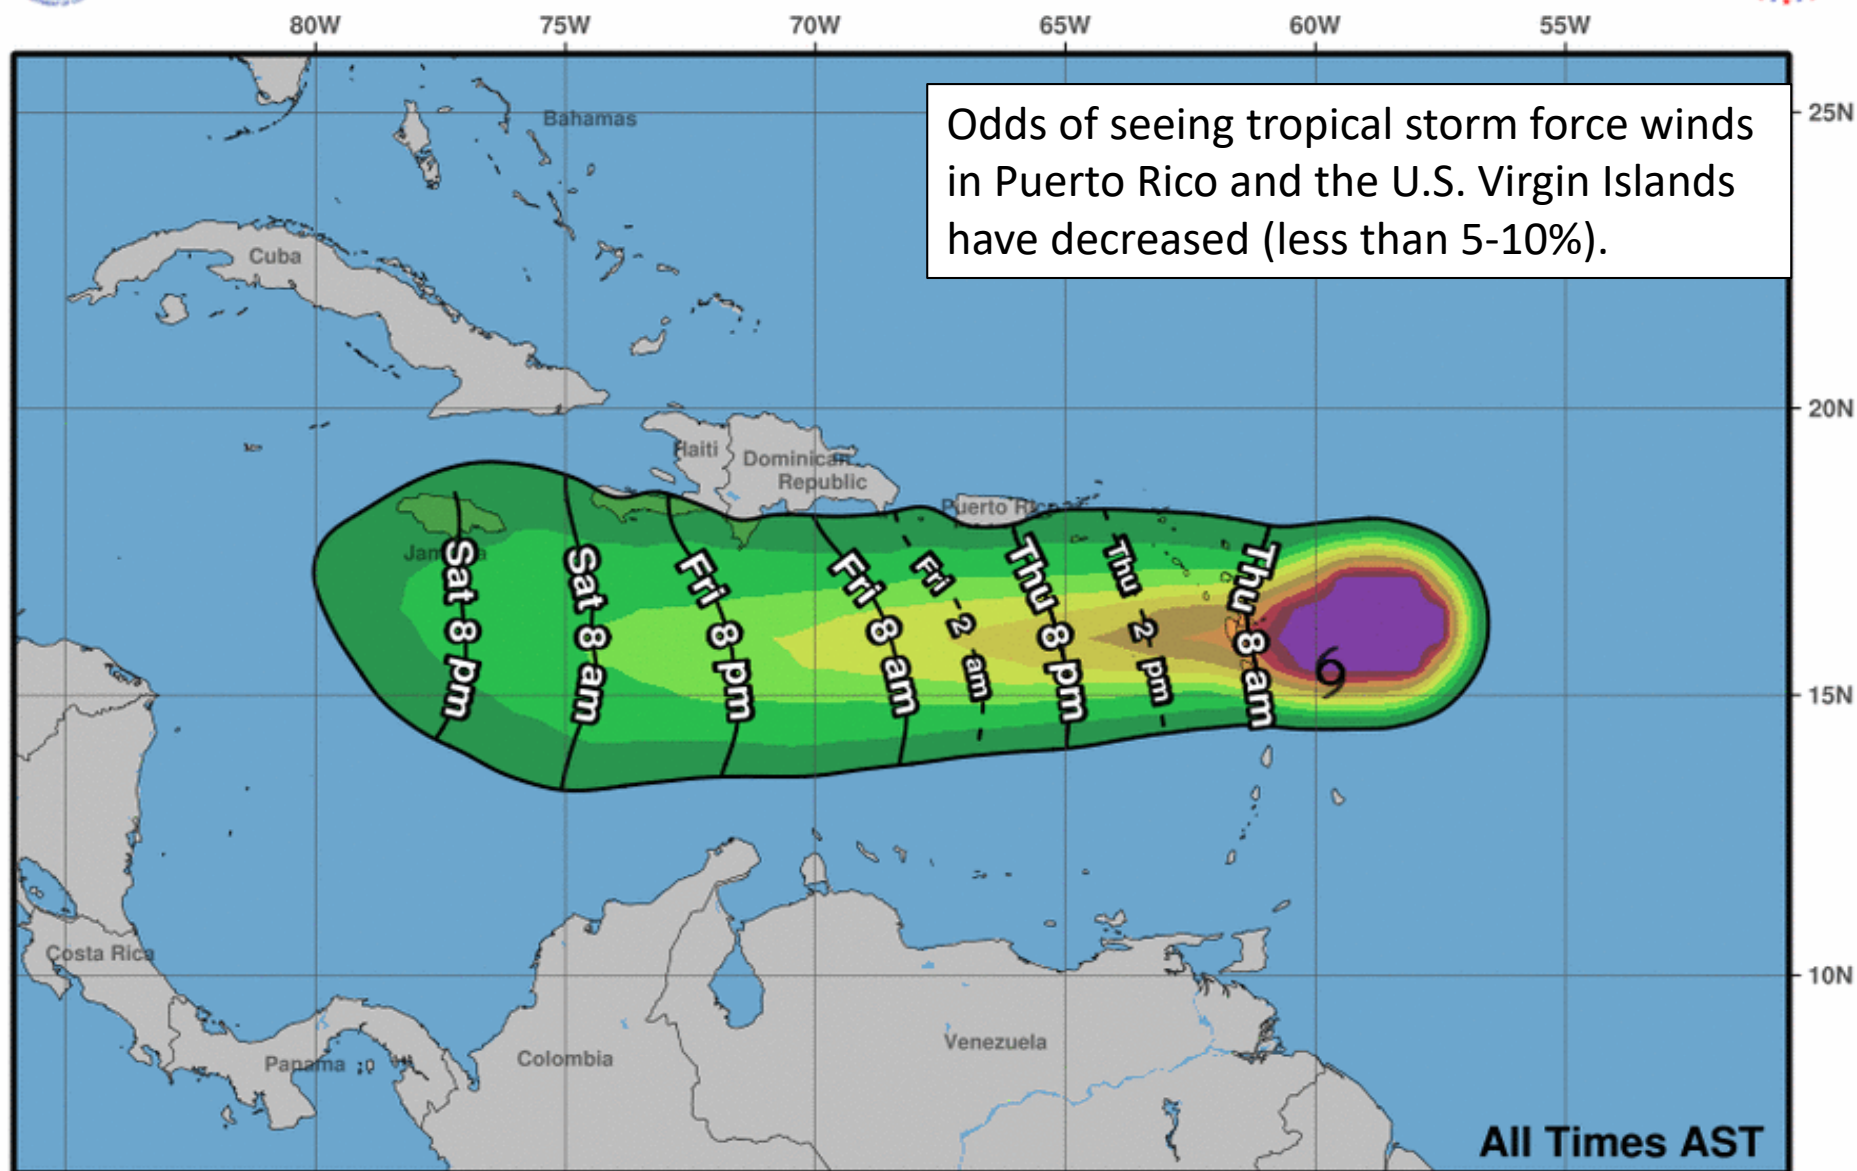 80W 75W 70W 65W 60W 55W
Odds of seeing tropical storm force winds
in Puerto Rico and the U.S. Virgin Islands
have decreased (less than 5-10%).
25N
Bahamas
Cuba
20N
Haiti
Dominican
Republic
Puerto Rico
Jamaica
Sat 8 pm
Sat 8 am
Fri 8 pm
Fri 8 am
Fri 2 am
Thu 8 pm
Thu 2 pm
Thu 8 am
15N
Costa Rica
10N
Panama
Colombia
Venezuela
All Times AST